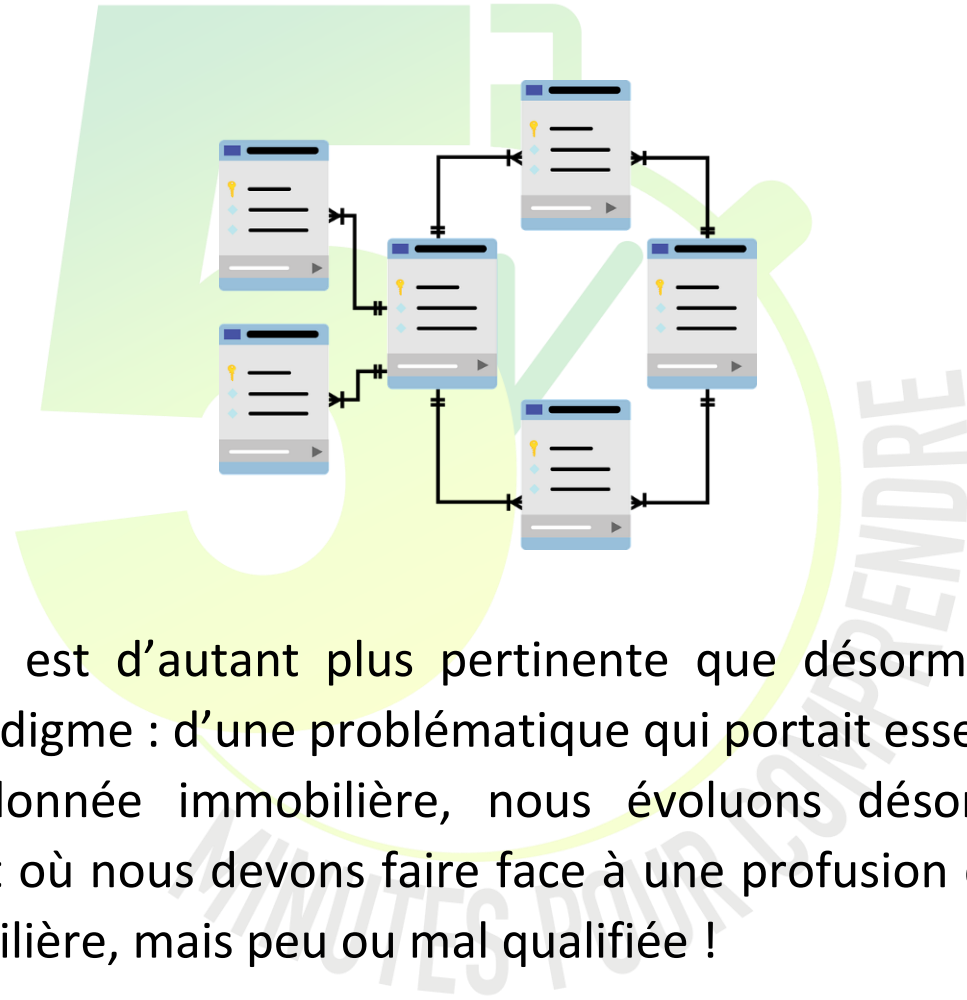 5
MINUTES POUR COMPRENDRE
est d’autant plus pertinente que désorm
digme : d’une problématique qui portait esse
donnée immobilière, nous évoluons désor
où nous devons faire face à une profusion
ilière, mais peu ou mal qualifiée !